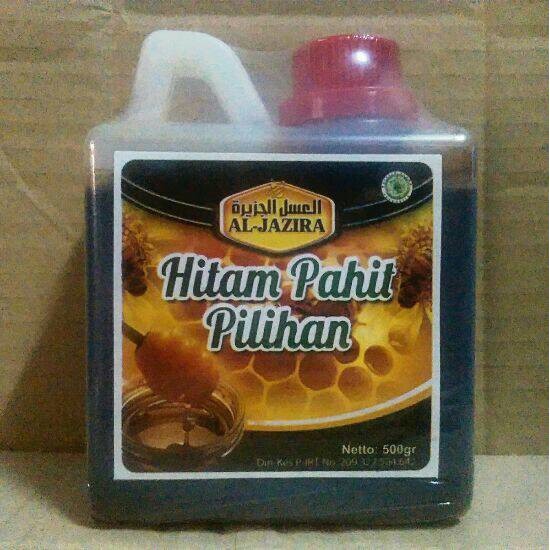 العسل الجزيرة
AL-JAZIRA
Hitam Pahit
Pilihan
Netto: 500gr